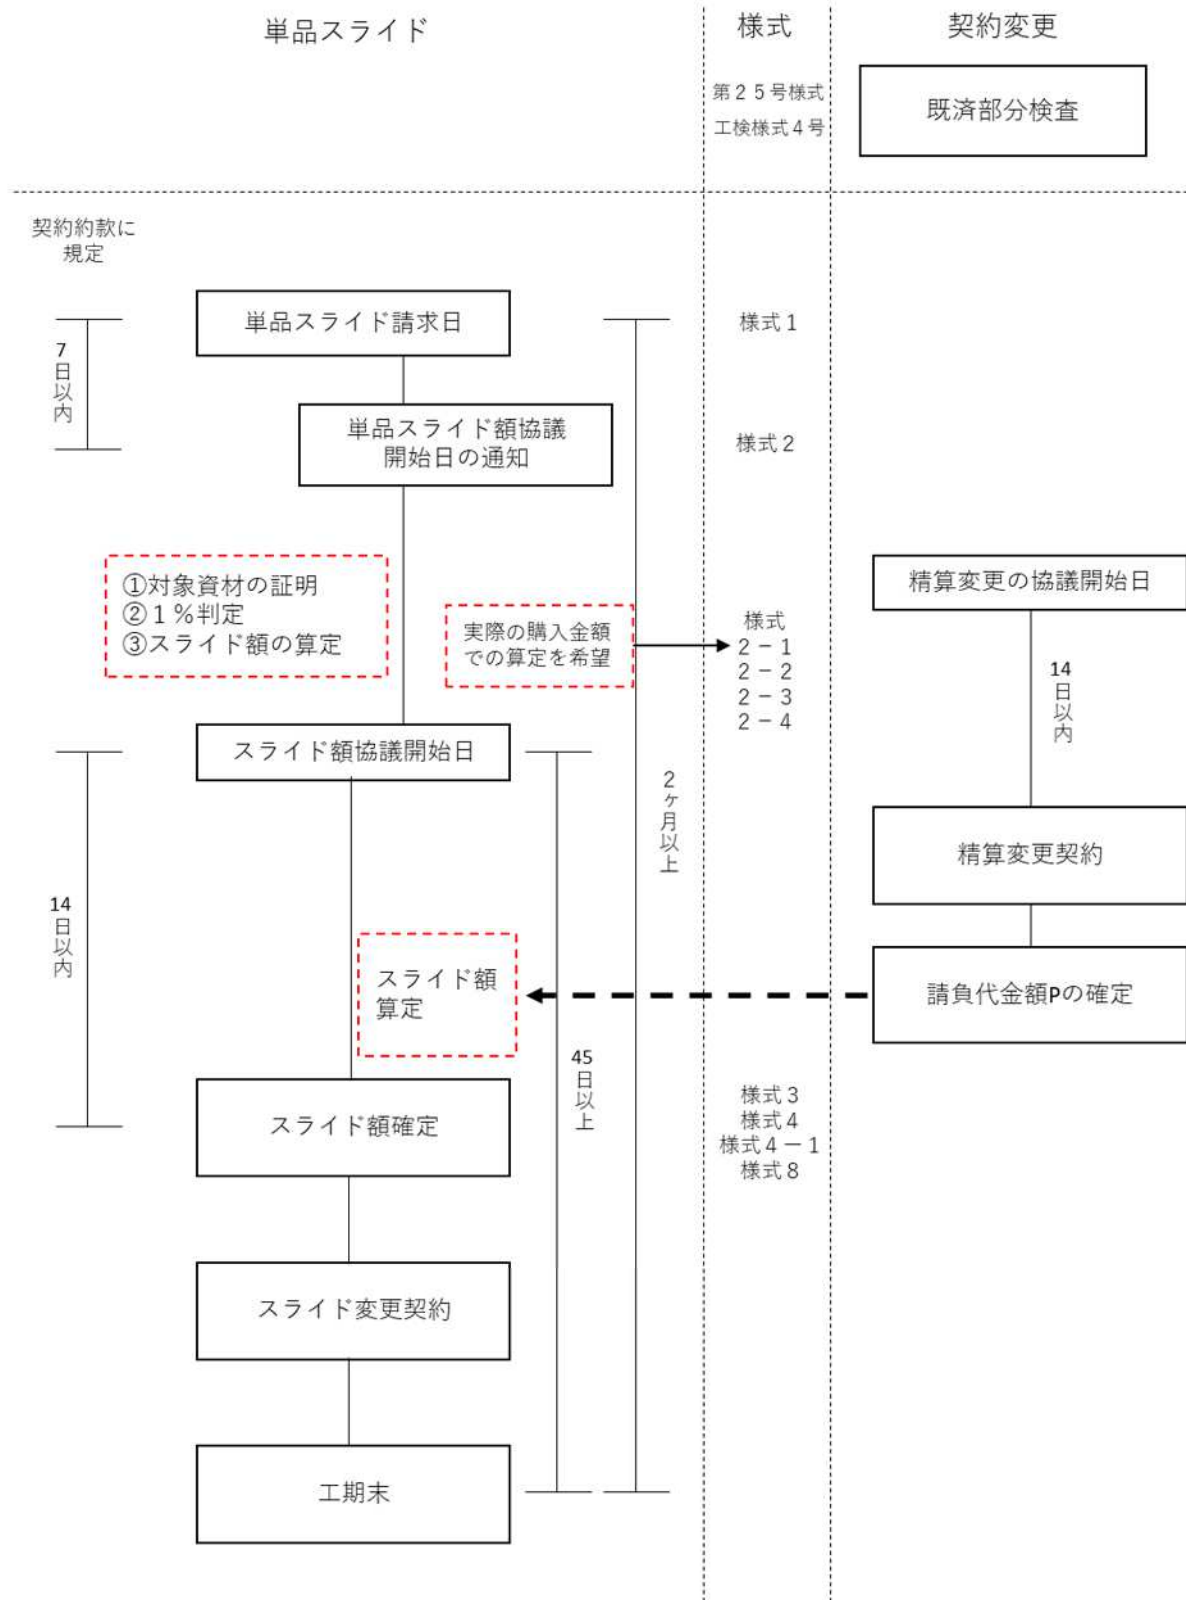 単品スライド
様式
契約変更
第２５号様式
工検様式４号
既済部分検査
契約約款に
規定
単品スライド請求日
様式１
7日以内
単品スライド額協議
開始日の通知
様式２
①対象資材の証明
②１％判定
③スライド額の算定
実際の購入金額
での算定を希望
様式
２－１
２－２
２－３
２－４
精算変更の協議開始日
14日以内
スライド額協議開始日
２ヶ月以上
精算変更契約
14日以内
スライド額
算定
請負代金額Pの確定
45日以上
スライド額確定
様式３
様式４
様式４－１
様式８
スライド変更契約
工期末